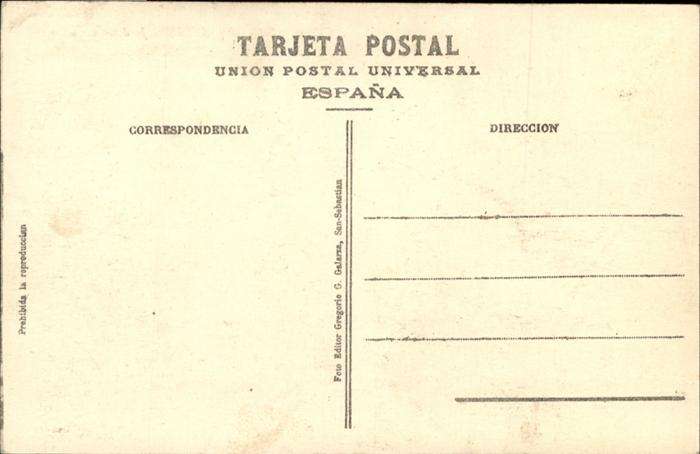 TARJETA POSTAL
UNION POSTAL UNIVERSAL
ESPAÑA
CORRESPONDENCIA
DIRECCION
Prohibida la reproduccion
Foto Editor Gregorio G. Galarza, San-Sebastian